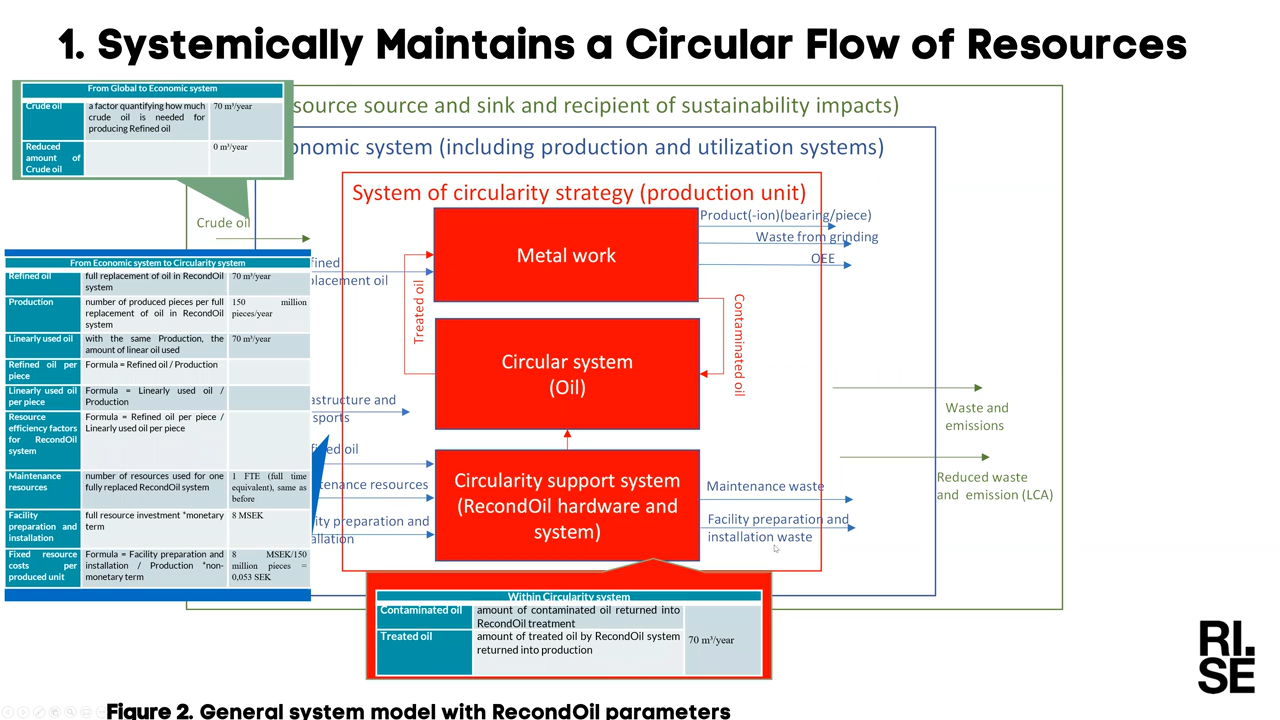 1. Systemically Maintains a Circular Flow of Resources
From Global to Economic system
Crude oil
a factor quantifying how much
crude oil is needed for
producing Refined oil
70 m³/year
Reduced
amount of
Crude oil
0 m³/year
source source and sink and recipient of sustainability impacts)
onomic system (including production and utilization systems)
System of circularity strategy (production unit)
Crude oil
From Economic system to Circularity system
Refined oil
full replacement of oil in RecondOil
system
70 m³/year
Production
number of produced pieces per full
replacement of oil in RecondOil
system
150 million
pieces/year
Linearly used oil
with the same Production, the
amount of linear oil used
70 m³/year
Refined oil per
piece
Formula = Refined oil / Production
Linearly used oil
per piece
Formula = Linearly used oil /
Production
Resource
efficiency factors
for RecondOil
system
Formula = Refined oil per piece /
Linearly used oil per piece
Maintenance
resources
number of resources used for one
fully replaced RecondOil system
1 FTE (full time
equivalent), same as
before
Facility
preparation and
installation
full resource investment *monetary
term
8 MSEK
Fixed resource
costs per
produced unit
Formula = Facility preparation and
installation / Production *non-
monetary term
8 MSEK/150
million pieces =
0,053 SEK
fined
placement oil
astructure and
sports
fined oil
tenance resources
ity preparation and
allation
Treated oil
Metal work
Circular system
(Oil)
Circularity support system
(RecondOil hardware and
system)
Contaminated oil
Product(-ion)(bearing/piece)
Waste from grinding
OEE
Maintenance waste
Facility preparation and
installation waste
Waste and
emissions
Reduced waste
and emission (LCA)
Within Circularity system
Contaminated oil
amount of contaminated oil returned into
RecondOil treatment
Treated oil
amount of treated oil by RecondOil system
returned into production
70 m³/year
RI.
SE
Figure 2. General system model with RecondOil parameters